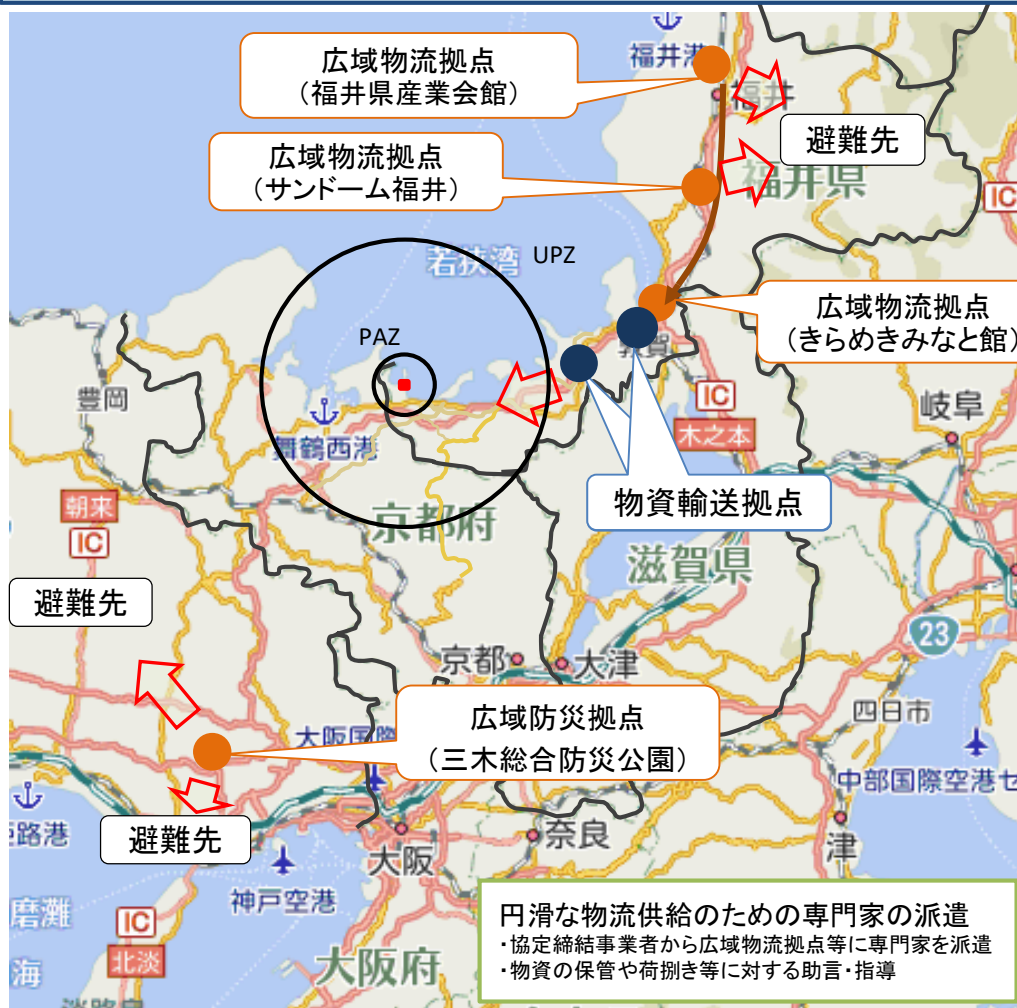 福井港
広域物流拠点
（福井県産業会館）
福井
避難先
広域物流拠点
（サンドーム福井）
福井県
IC
若狭湾
UPZ
広域物流拠点
（きらめきみなと館）
PAZ
豊岡
舞鶴西港
IC
木之本
岐阜
朝来
IC
京都府
物資輸送拠点
滋賀県
避難先
23
京都
大津
広域防災拠点
（三木総合防災公園）
四日市
大阪国際
中部国際空港セ
避難先
路港
大阪
奈良
津
神戸空港
磨灘
IC
北淡
海
大阪府
円滑な物流供給のための専門家の派遣
・協定締結事業者から広域物流拠点等に専門家を派遣
・物資の保管や荷捌き等に対する助言・指導